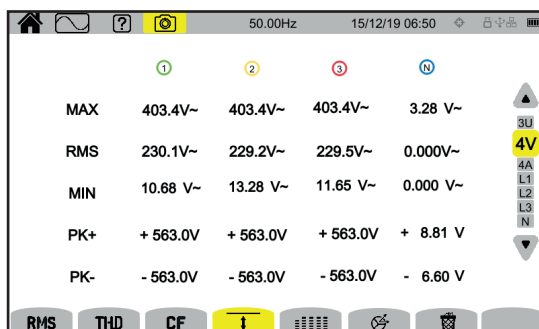 ? 50.00Hz 15/12/19 06:50
1 2 3 N
MAX 403.4V~ 403.4V~ 403.4V~ 3.28 V~
RMS 230.1V~ 229.2V~ 229.5V~ 0.000V~
MIN 10.68 V~ 13.28 V~ 11.65 V~ 0.000 V~
PK+ + 563.0V + 563.0V + 563.0V + 8.81 V
PK- - 563.0V - 563.0V - 563.0V - 6.60 V
3U
4V
4A
L1
L2
L3
N
RMS THD CF